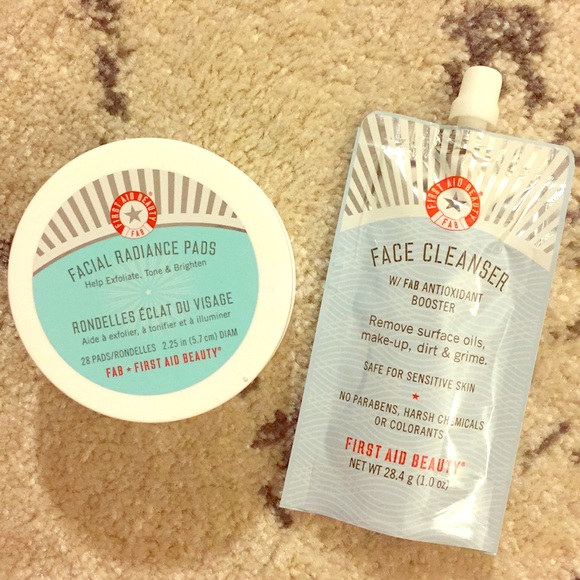 FIRST AID BEAUTY®
FAB
FACIAL RADIANCE PADS
Help Exfoliate, Tone & Brighten
RONDELLES ÉCLAT DU VISAGE
Aide à exfolier, à tonifier et à illuminer
28 PADS/RONDELLES 2.25 in (5.7 cm) DIAM
FAB + FIRST AID BEAUTY®
FIRST AID BEAUTY®
FAB
FACE CLEANSER
W/ FAB ANTIOXIDANT
BOOSTER
Remove surface oils,
make-up, dirt & grime.
SAFE FOR SENSITIVE SKIN
NO PARABENS, HARSH CHEMICALS
OR COLORANTS
FIRST AID BEAUTY®
NET WT 28.4 g (1.0 oz)